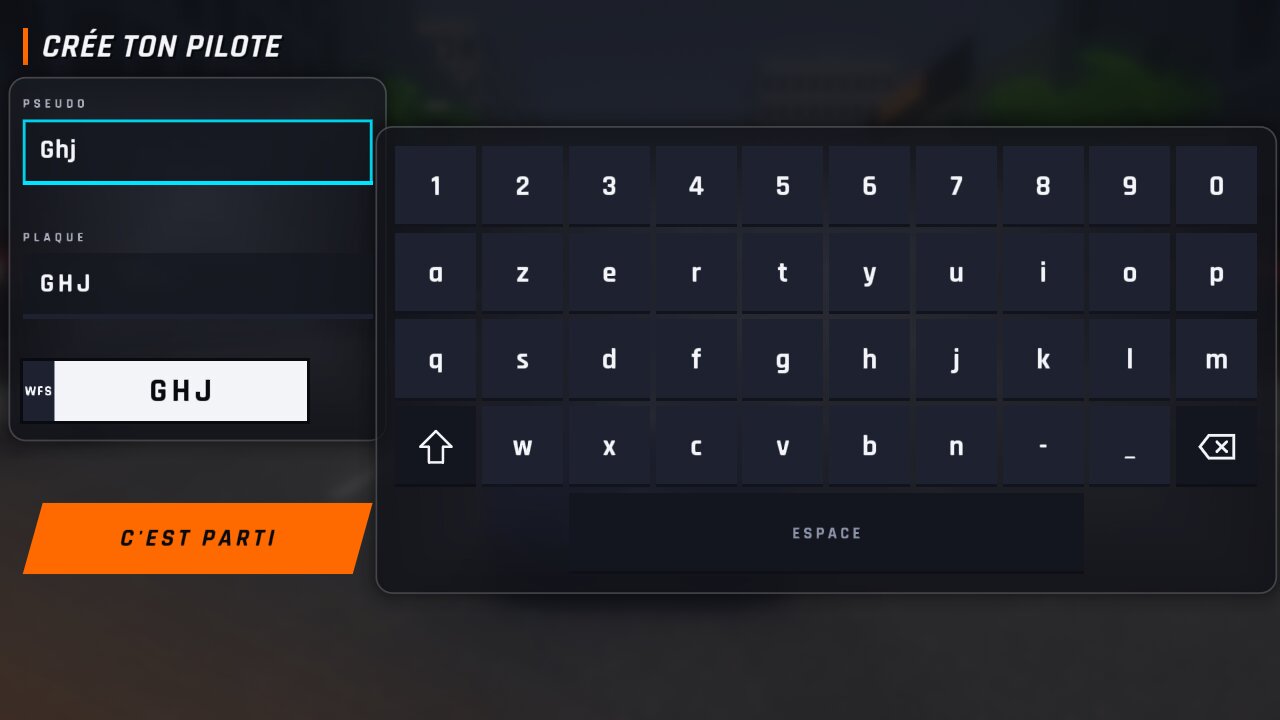 CRÉE TON PILOTE
PSEUDO
Ghj
PLAQUE
GHJ
WFS GHJ
C'EST PARTI
1 2 3 4 5 6 7 8 9 0
a z e r t y u i o p
q s d f g h j k l m
w x c v b n - _
ESPACE